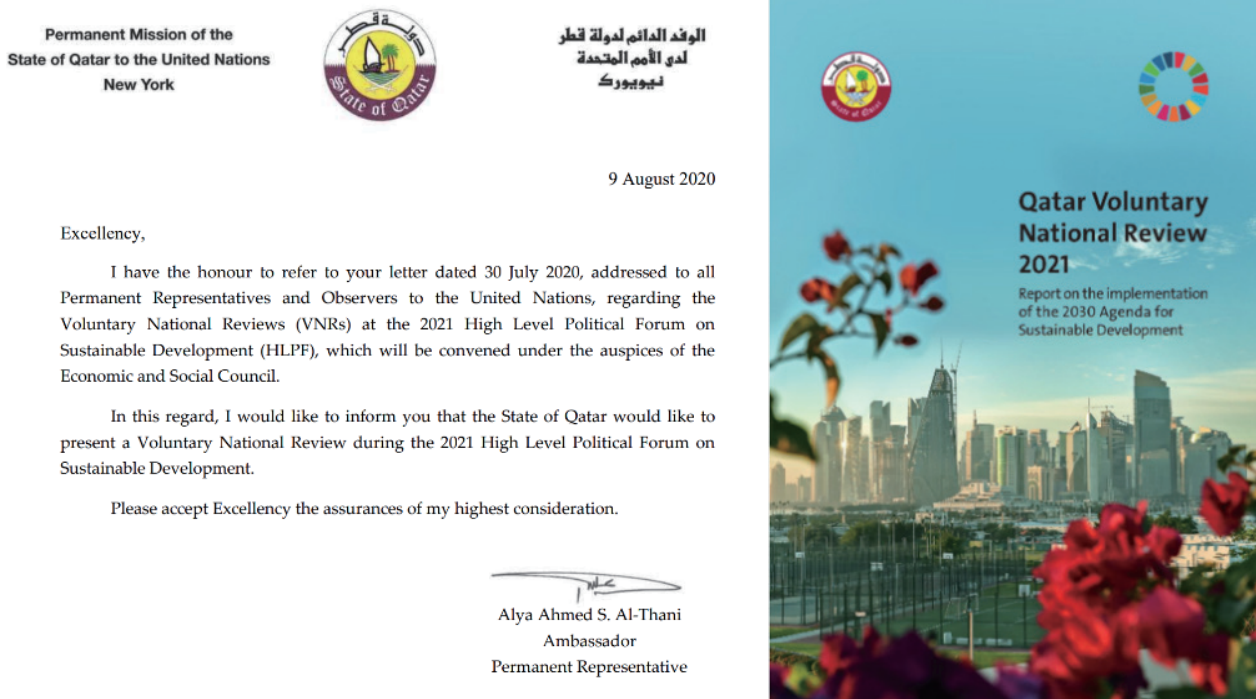 Permanent Mission of the
State of Qatar to the United Nations
New York
دولة قطر
State of Qatar
الوفد الدائم لدولة قطر
لدى الأمم المتحدة
نيويورك
9 August 2020
Excellency,
I have the honour to refer to your letter dated 30 July 2020, addressed to all
Permanent Representatives and Observers to the United Nations, regarding the
Voluntary National Reviews (VNRs) at the 2021 High Level Political Forum on
Sustainable Development (HLPF), which will be convened under the auspices of the
Economic and Social Council.
In this regard, I would like to inform you that the State of Qatar would like to
present a Voluntary National Review during the 2021 High Level Political Forum on
Sustainable Development.
Please accept Excellency the assurances of my highest consideration.
Alya Ahmed S. Al-Thani
Ambassador
Permanent Representative
دولة قطر
State of Qatar
Qatar Voluntary
National Review
2021
Report on the implementation
of the 2030 Agenda for
Sustainable Development